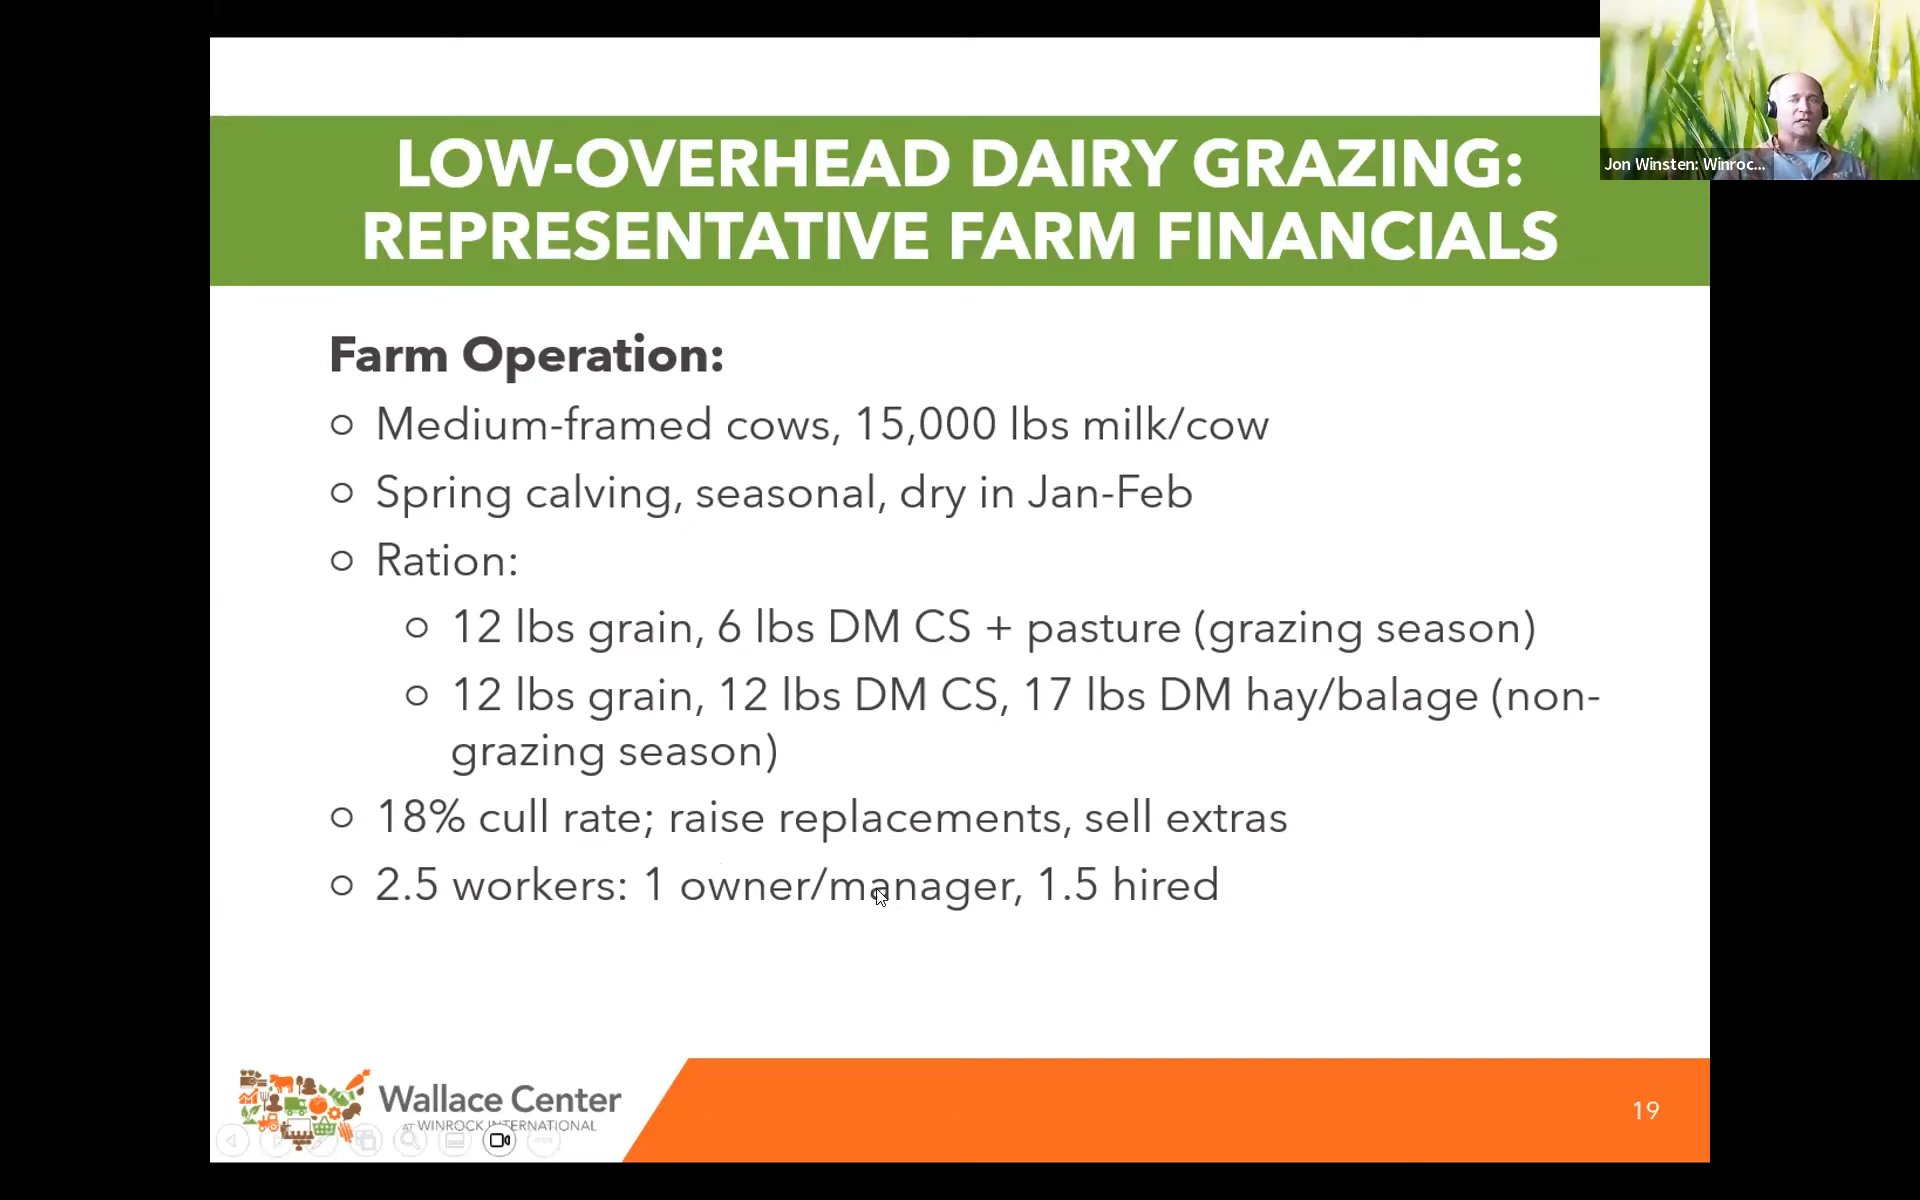 LOW-OVERHEAD DAIRY GRAZING:
REPRESENTATIVE FARM FINANCIALS
Jon Winsten: Winroc...
Farm Operation:
Medium-framed cows, 15,000 lbs milk/cow
Spring calving, seasonal, dry in Jan-Feb
Ration:
12 lbs grain, 6 lbs DM CS + pasture (grazing season)
12 lbs grain, 12 lbs DM CS, 17 lbs DM hay/balage (non-
grazing season)
18% cull rate; raise replacements, sell extras
2.5 workers: 1 owner/manager, 1.5 hired
Wallace Center
AT WINROCK INTERNATIONAL
19